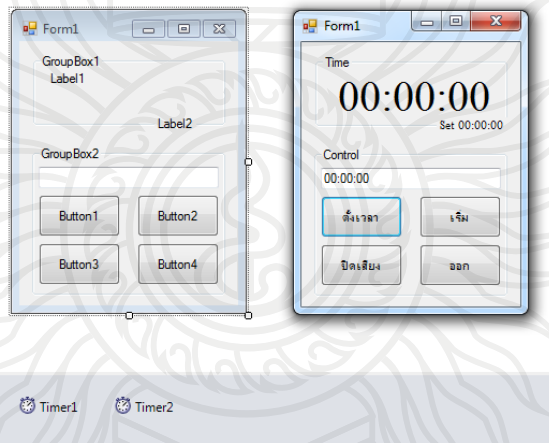 Form1
GroupBox1
Label1
Label2
GroupBox2
Button1 Button2
Button3 Button4
Form1
Time
00:00:00
Set 00:00:00
Control
00:00:00
ตั้งเวลา เริ่ม
ปิดเสียง ออก
Timer1 Timer2